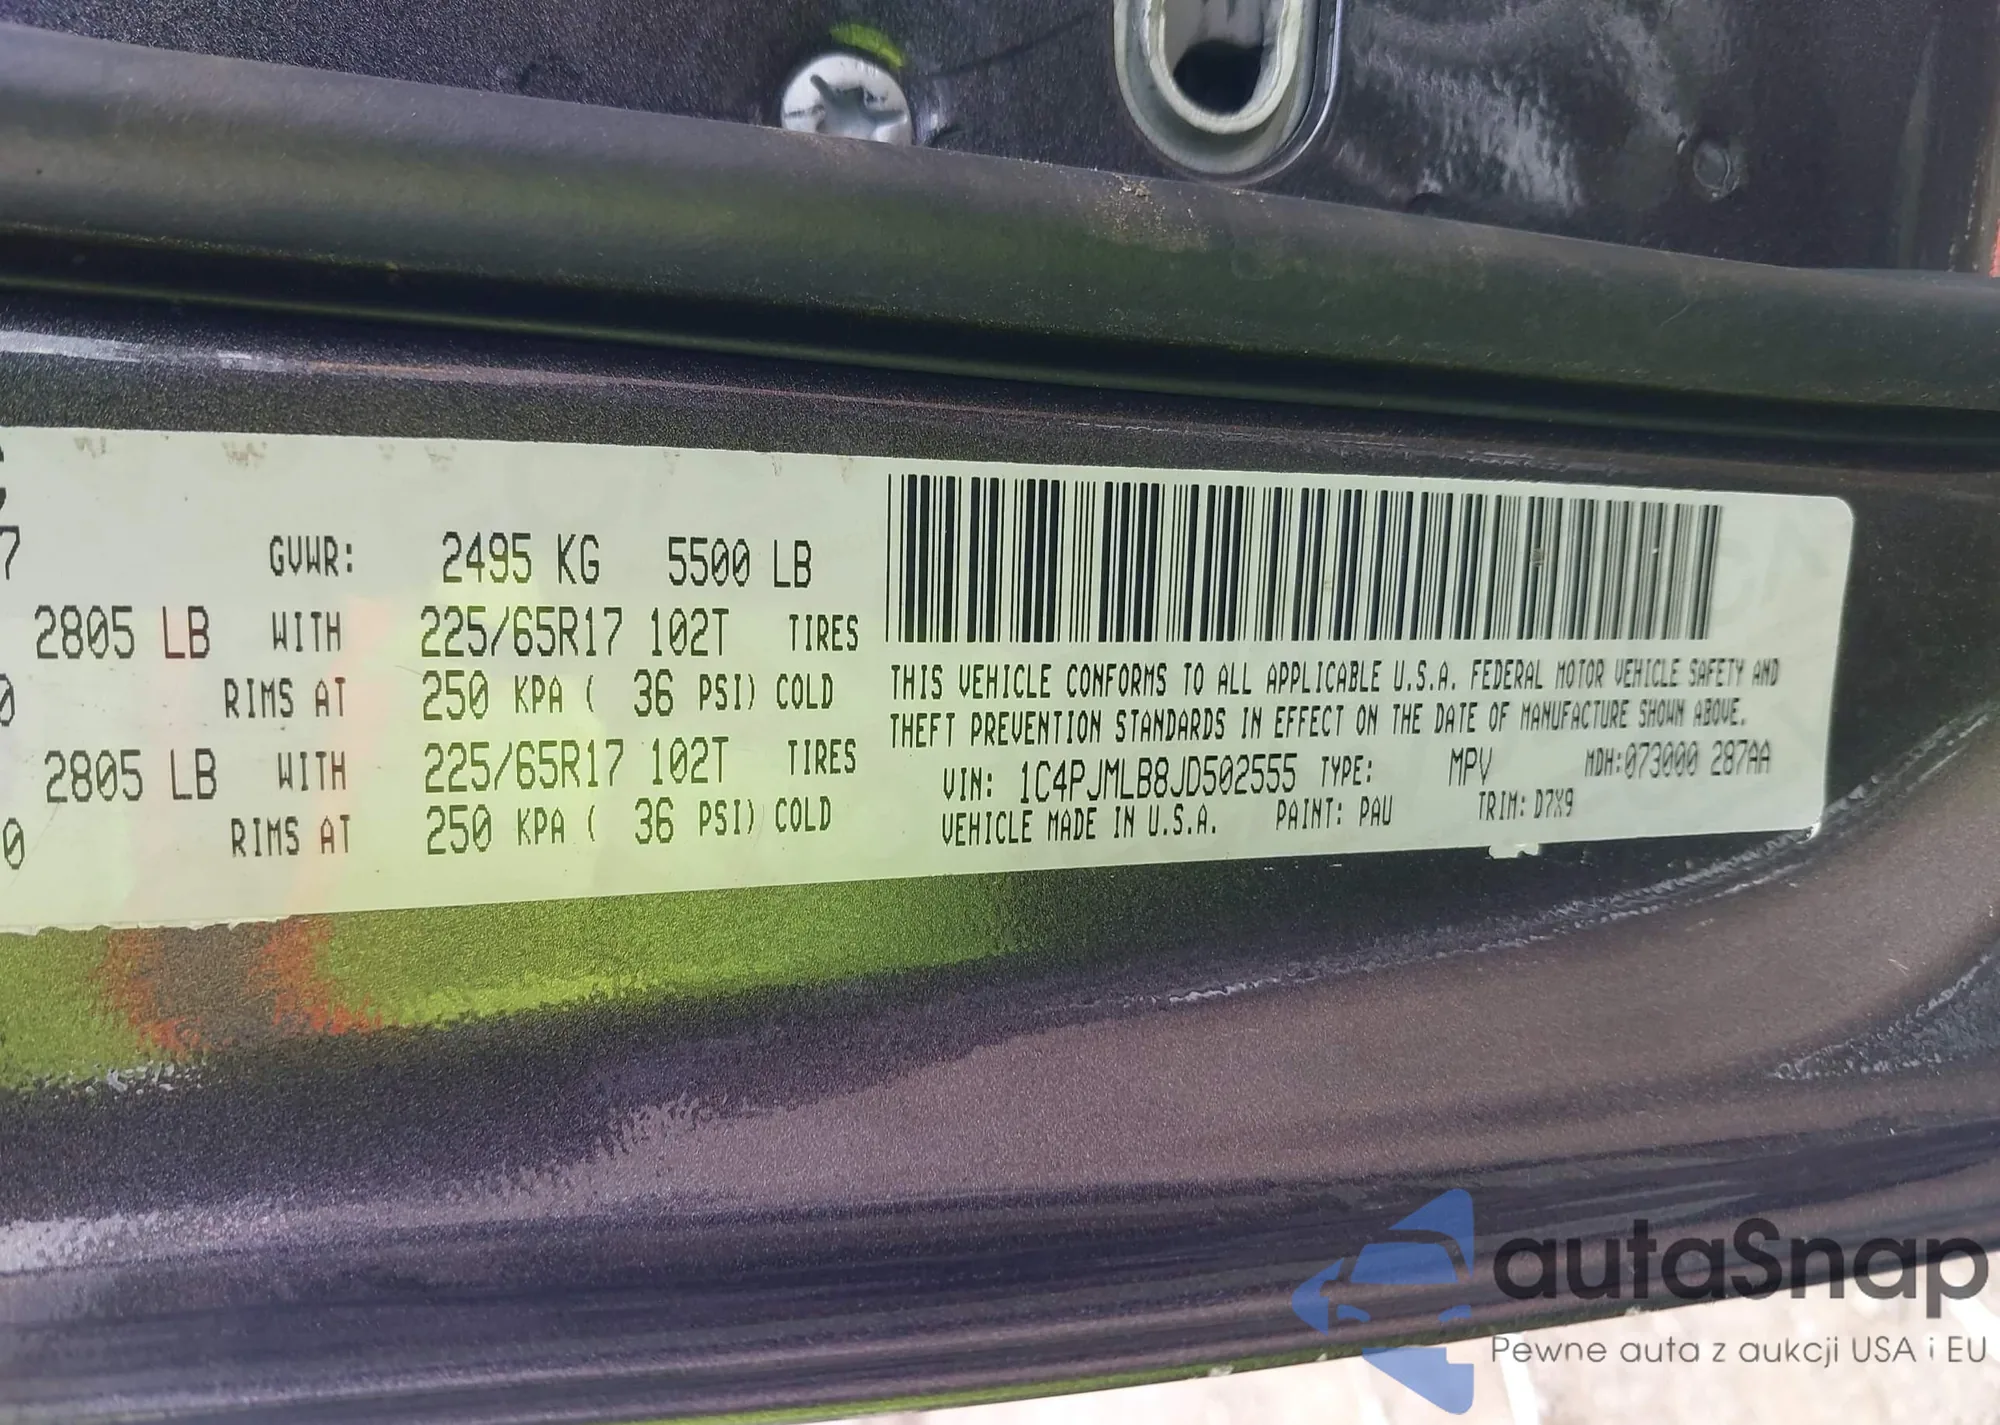 7 GVWR: 2495 KG 5500 LB
2805 LB WITH 225/65R17 102T TIRES
0 RIMS AT 250 KPA ( 36 PSI) COLD
2805 LB WITH 225/65R17 102T TIRES
0 RIMS AT 250 KPA ( 36 PSI) COLD
THIS VEHICLE CONFORMS TO ALL APPLICABLE U.S.A. FEDERAL MOTOR VEHICLE SAFETY AND
THEFT PREVENTION STANDARDS IN EFFECT ON THE DATE OF MANUFACTURE SHOWN ABOVE.
VIN: 1C4PJMLB8JD502555 TYPE: MPV MDH:073000 287AA
VEHICLE MADE IN U.S.A. PAINT: PAU TRIM: D7X9
autaSnap
Pewne auta z aukcji USA i EU